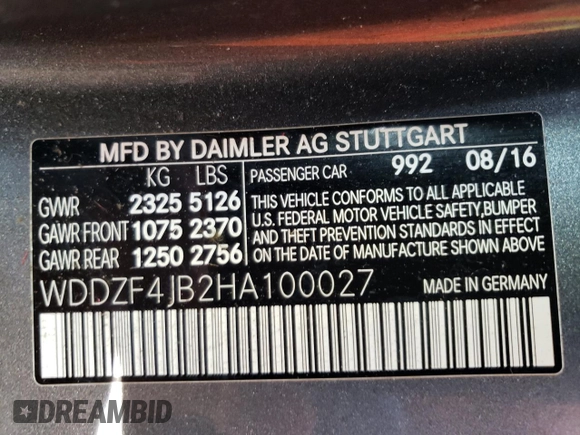 MFD BY DAIMLER AG STUTTGART
KG LBS
GWR 2325 5126
GAWR FRONT 1075 2370
GAWR REAR 1250 2756
PASSENGER CAR 992 08/16
THIS VEHICLE CONFORMS TO ALL APPLICABLE
U.S. FEDERAL MOTOR VEHICLE SAFETY,BUMPER
AND THEFT PREVENTION STANDARDS IN EFFECT
ON THE DATE OF MANUFACTURE SHOWN ABOVE.
WDDZF4JB2HA100027
MADE IN
GERMANY
DREAMBID